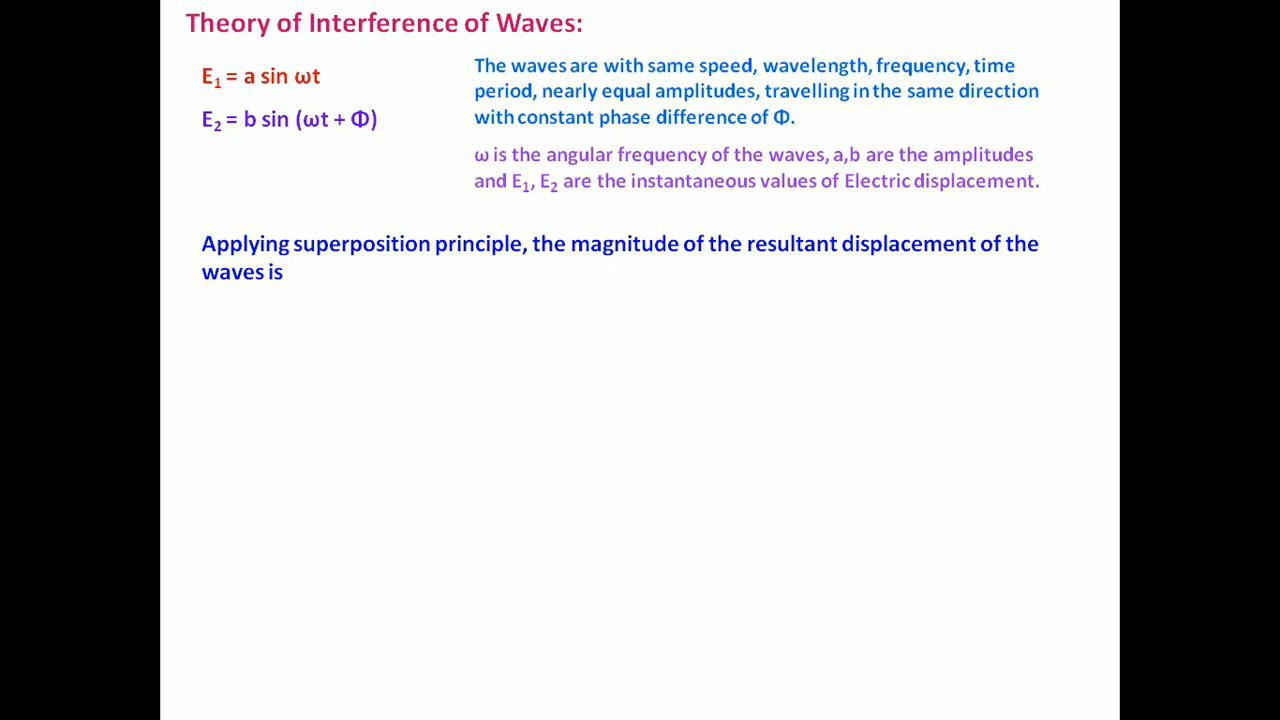 Theory of Interference of Waves:
E₁ = a sin ωt
E₂ = b sin (ωt + Φ)
The waves are with same speed, wavelength, frequency, time
period, nearly equal amplitudes, travelling in the same direction
with constant phase difference of Φ.
ω is the angular frequency of the waves, a,b are the amplitudes
and E₁, E₂ are the instantaneous values of Electric displacement.
Applying superposition principle, the magnitude of the resultant displacement of the
waves is